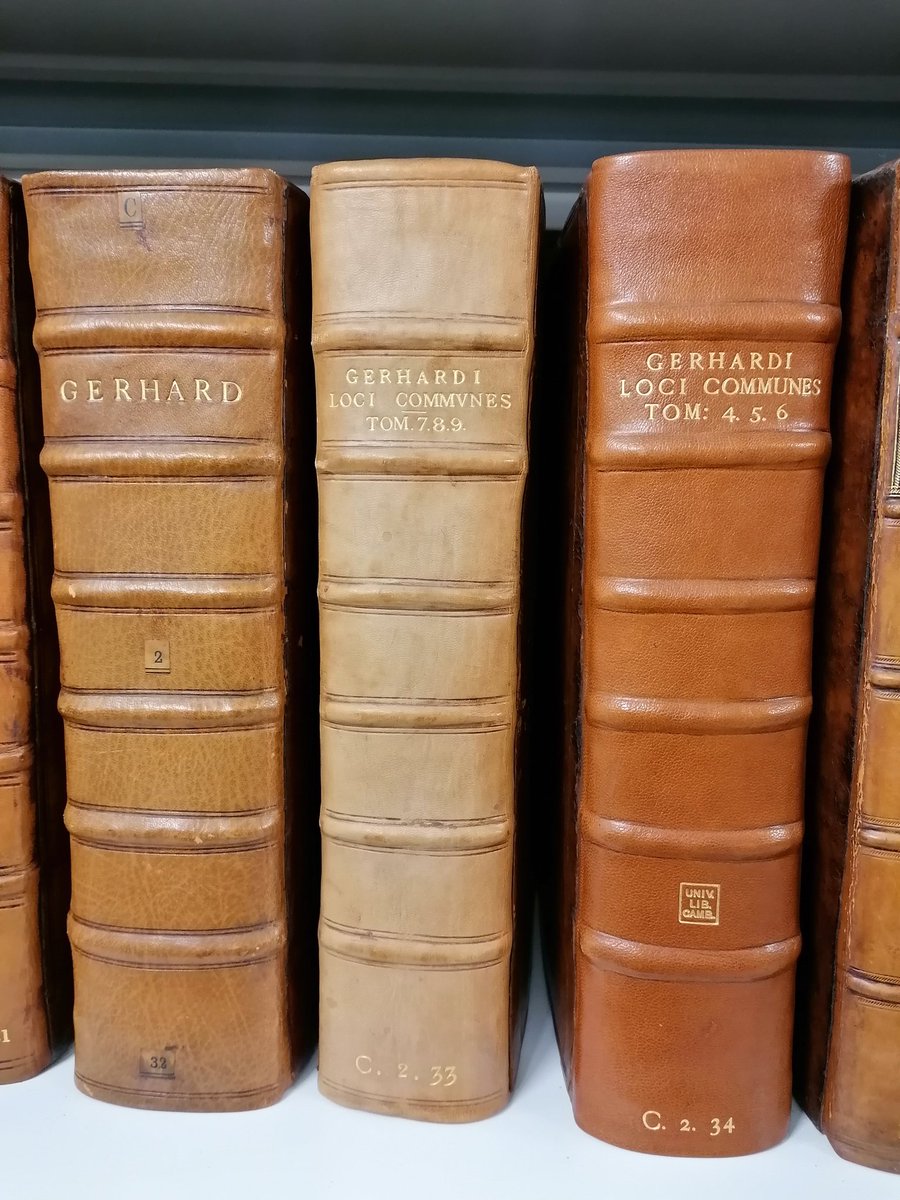 C
GERHARD
2
32
GERHARDI
LOCI COMMVNES
TOM. 7.8.9.
C. 2. 33
GERHARDI
LOCI COMMUNES
TOM: 4. 5. 6
UNIV.
LIB.
CAMB.
C. 2. 34